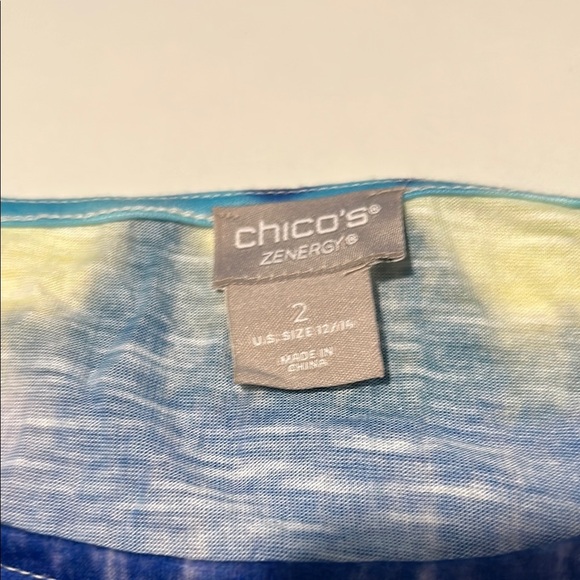 chico's®
ZENERGY®
2
U.S. SIZE 12/14
MADE IN
CHINA